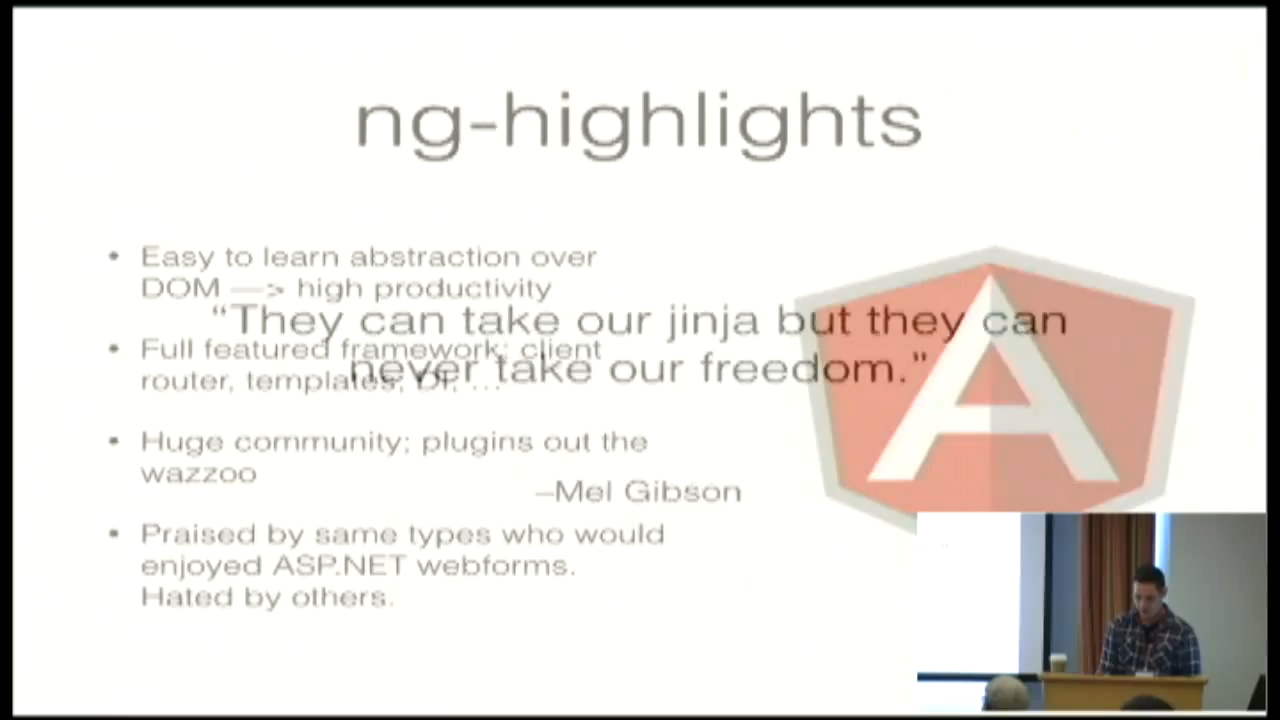 ng-highlights
• Easy to learn abstraction over
DOM —> high productivity
• Full featured framework; client
router, templates, DI, ...
• Huge community; plugins out the
wazzoo
• Praised by same types who would
enjoyed ASP.NET webforms.
Hated by others.
“They can take our jinja but they can
never take our freedom.”
–Mel Gibson
A